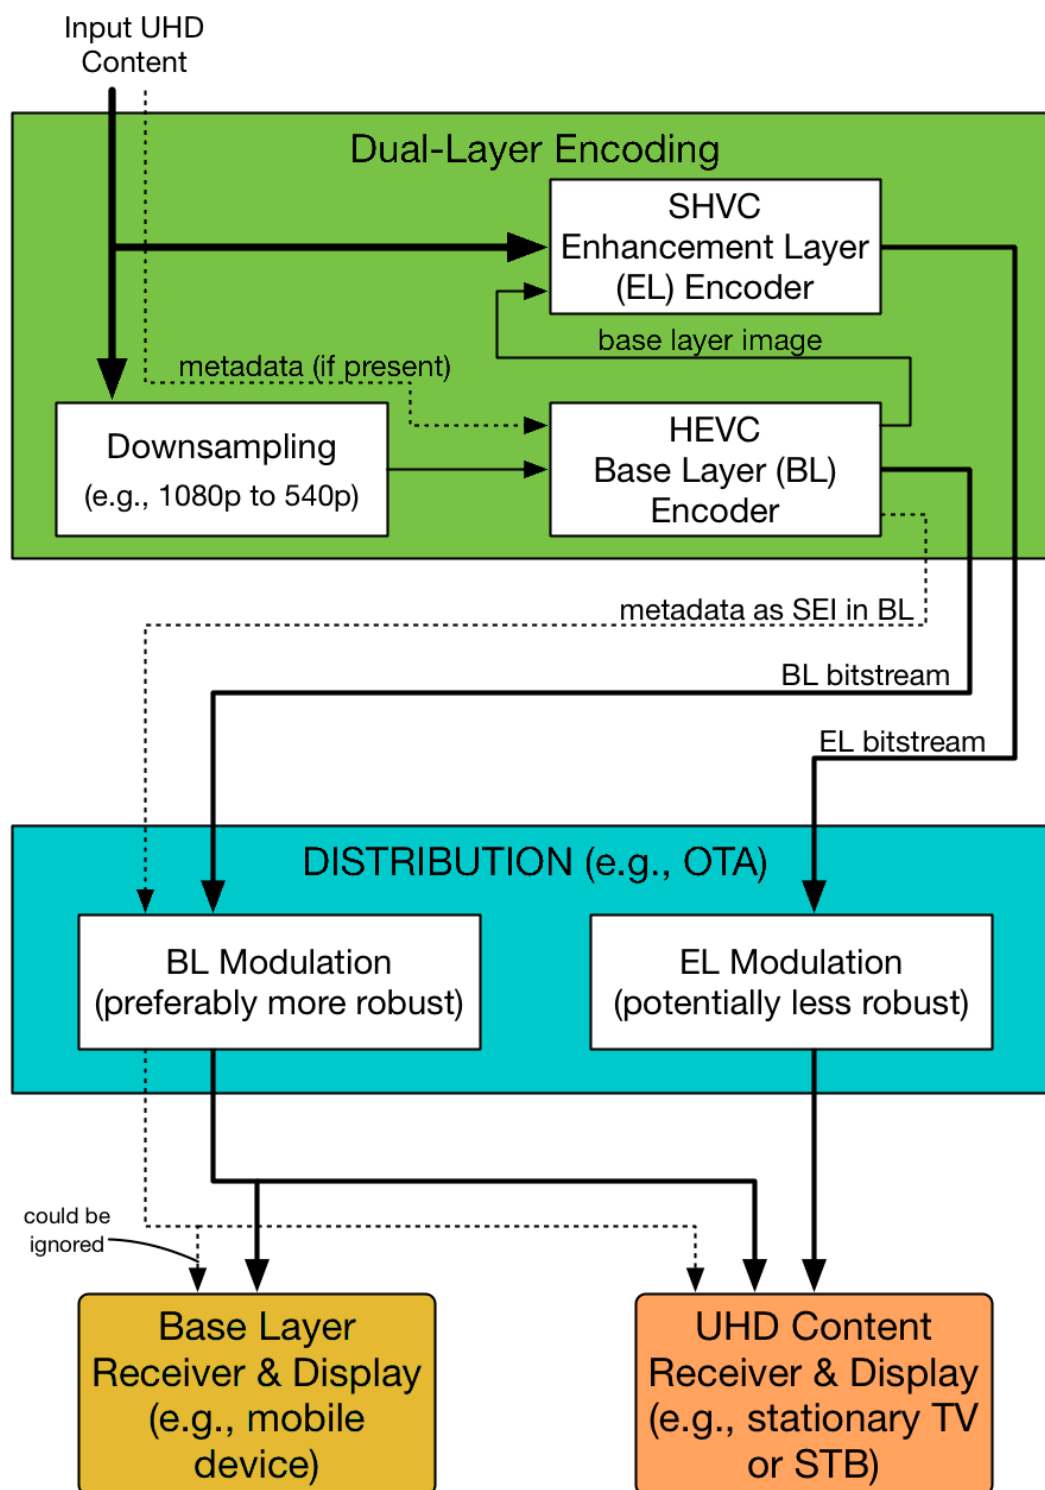 Input UHD
Content
Dual-Layer Encoding
SHVC
Enhancement Layer
(EL) Encoder
base layer image
metadata (if present)
Downsampling
(e.g., 1080p to 540p)
HEVC
Base Layer (BL)
Encoder
metadata as SEI in BL
BL bitstream
EL bitstream
DISTRIBUTION (e.g., OTA)
BL Modulation
(preferably more robust)
EL Modulation
(potentially less robust)
could be
ignored
Base Layer
Receiver & Display
(e.g., mobile
device)
UHD Content
Receiver & Display
(e.g., stationary TV
or STB)